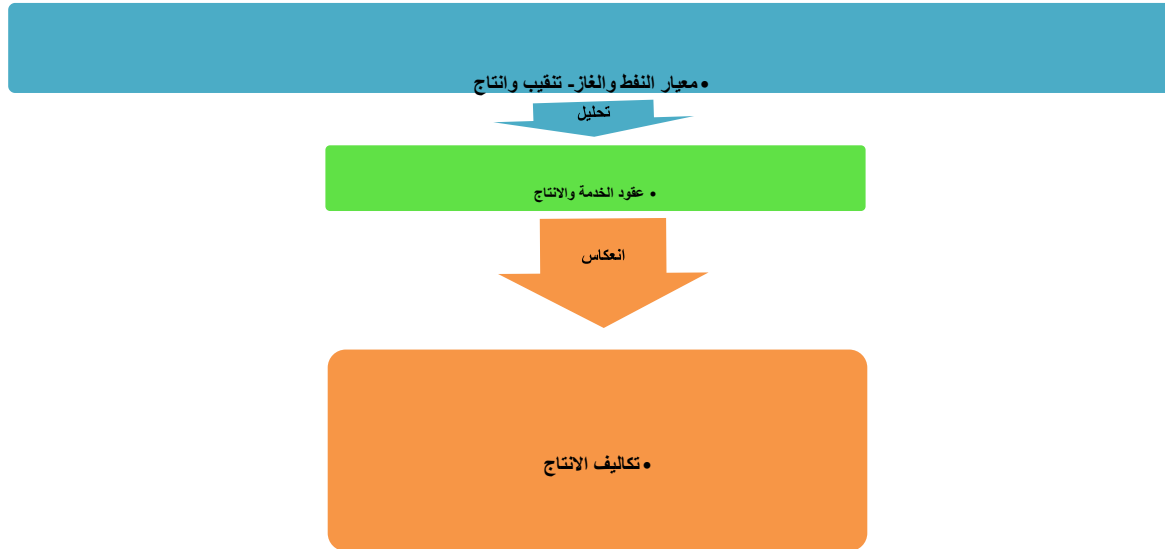 • معيار النفط والغاز- تنقيب وانتاج
تحليل
• عقود الخدمة والانتاج
انعكاس
• تكاليف الانتاج